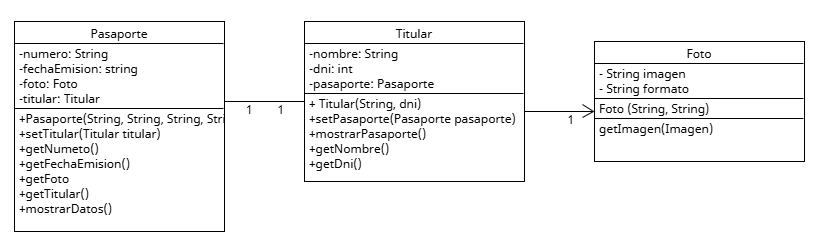 Pasaporte
-numero: String
-fechaEmision: string
-foto: Foto
-titular: Titular
+Pasaporte(String, String, String, Stri
+setTitular(Titular titular)
+getNumeto()
+getFechaEmision()
+getFoto
+getTitular()
+mostrarDatos()
1
1
Titular
-nombre: String
-dni: int
-pasaporte: Pasaporte
+ Titular(String, dni)
+setPasaporte(Pasaporte pasaporte)
+mostrarPasaporte()
+getNombre()
+getDni()
1
Foto
- String imagen
- String formato
Foto (String, String)
getImagen(Imagen)